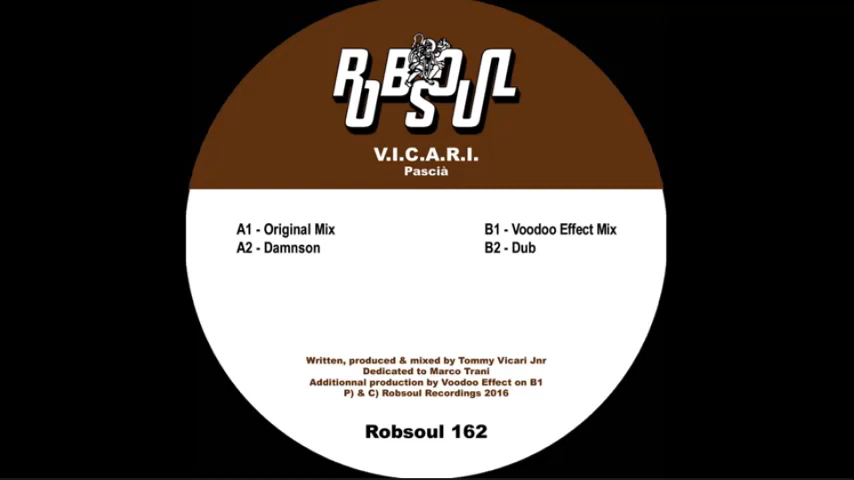 ROBSOUL
V.I.C.A.R.I.
Pascià
A1 - Original Mix
A2 - Damnson
B1 - Voodoo Effect Mix
B2 - Dub
Written, produced & mixed by Tommy Vicari Jnr
Dedicated to Marco Trani
Additionnal production by Voodoo Effect on B1
P) & C) Robsoul Recordings 2016
Robsoul 162